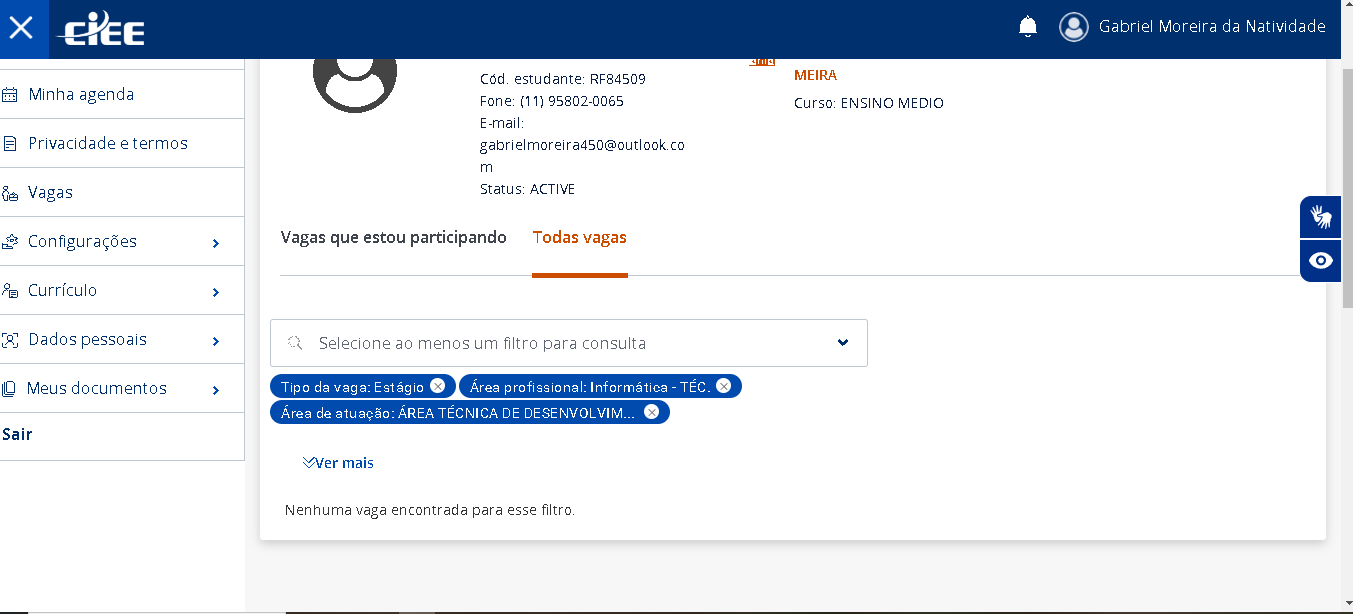 CIEE
Gabriel Moreira da Natividade
Minha agenda
Privacidade e termos
Vagas
Configurações
Currículo
Dados pessoais
Meus documentos
Sair
Cód. estudante: RF84509
Fone: (11) 95802-0065
E-mail:
gabrielmoreira450@outlook.co
m
Status: ACTIVE
MEIRA
Curso: ENSINO MEDIO
Vagas que estou participando
Todas vagas
Selecione ao menos um filtro para consulta
Tipo da vaga: Estágio
Área profissional: Informática - TÉC.
Área de atuação: ÁREA TÉCNICA DE DESENVOLVIM...
Ver mais
Nenhuma vaga encontrada para esse filtro.